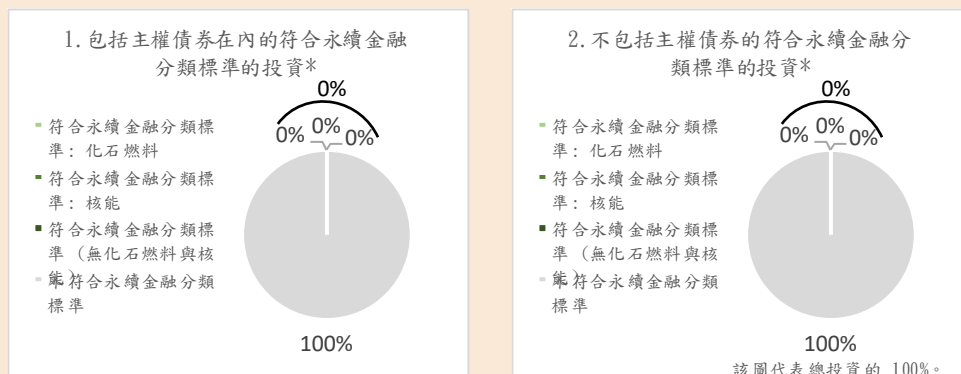 1.包括主權債券在內的符合永續金融
分類標準的投資*
0%
0% 0% 0%
符合永續金融分類標
準: 化石燃料
符合永續金融分類標
準: 核能
符合永續金融分類標
準 (無化石燃料與核
能)
未符合永續金融分類
標準
100%
2.不包括主權債券的符合永續金融分
類標準的投資*
0%
0% 0% 0%
符合永續金融分類標
準: 化石燃料
符合永續金融分類標
準: 核能
符合永續金融分類標
準 (無化石燃料與核
能)
未符合永續金融分類
標準
100%
該圖代表總投資的 100%。